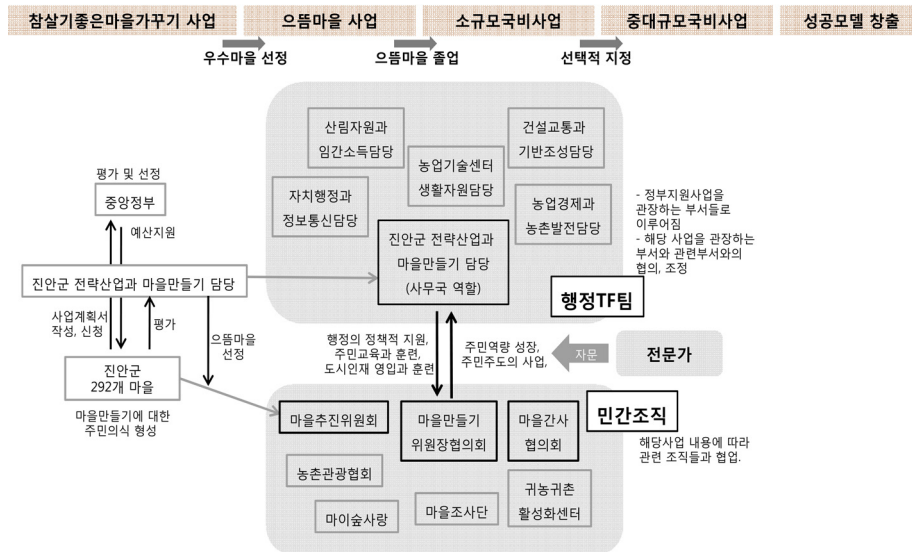 참살기좋은마을가꾸기 사업
으뜸마을 사업
소규모국비사업
중대규모국비사업
성공모델 창출
우수마을 선정
으뜸마을 졸업
선택적 지정
산림자원과
임간소득담당
건설교통과
기반조성담당
농업기술센터
생활자원담당
자치행정과
정보통신담당
농업경제과
농촌발전담당
진안군 전략산업과
마을만들기 담당
(사무국 역할)
행정TF팀
- 정부지원사업을
관장하는 부서들로
이루어짐
- 해당 사업을 관장하는
부서와 관련부서와의
협의, 조정
평가 및 선정
중앙정부
예산지원
진안군 전략산업과 마을만들기 담당
사업계획서
작성, 신청
평가
으뜸마을
선정
진안군
292개 마을
마을만들기에 대한
주민의식 형성
행정의 정책적 지원,
주민교육과 훈련,
도시인재 영입과 훈련
주민역량 성장,
주민주도의 사업,
자문
전문가
마을추진위원회
마을만들기
위원장협의회
마을간사
협의회
민간조직
해당사업 내용에 따라
관련 조직들과 협업.
농촌관광협회
마이숲사랑
마을조사단
귀농귀촌
활성화센터